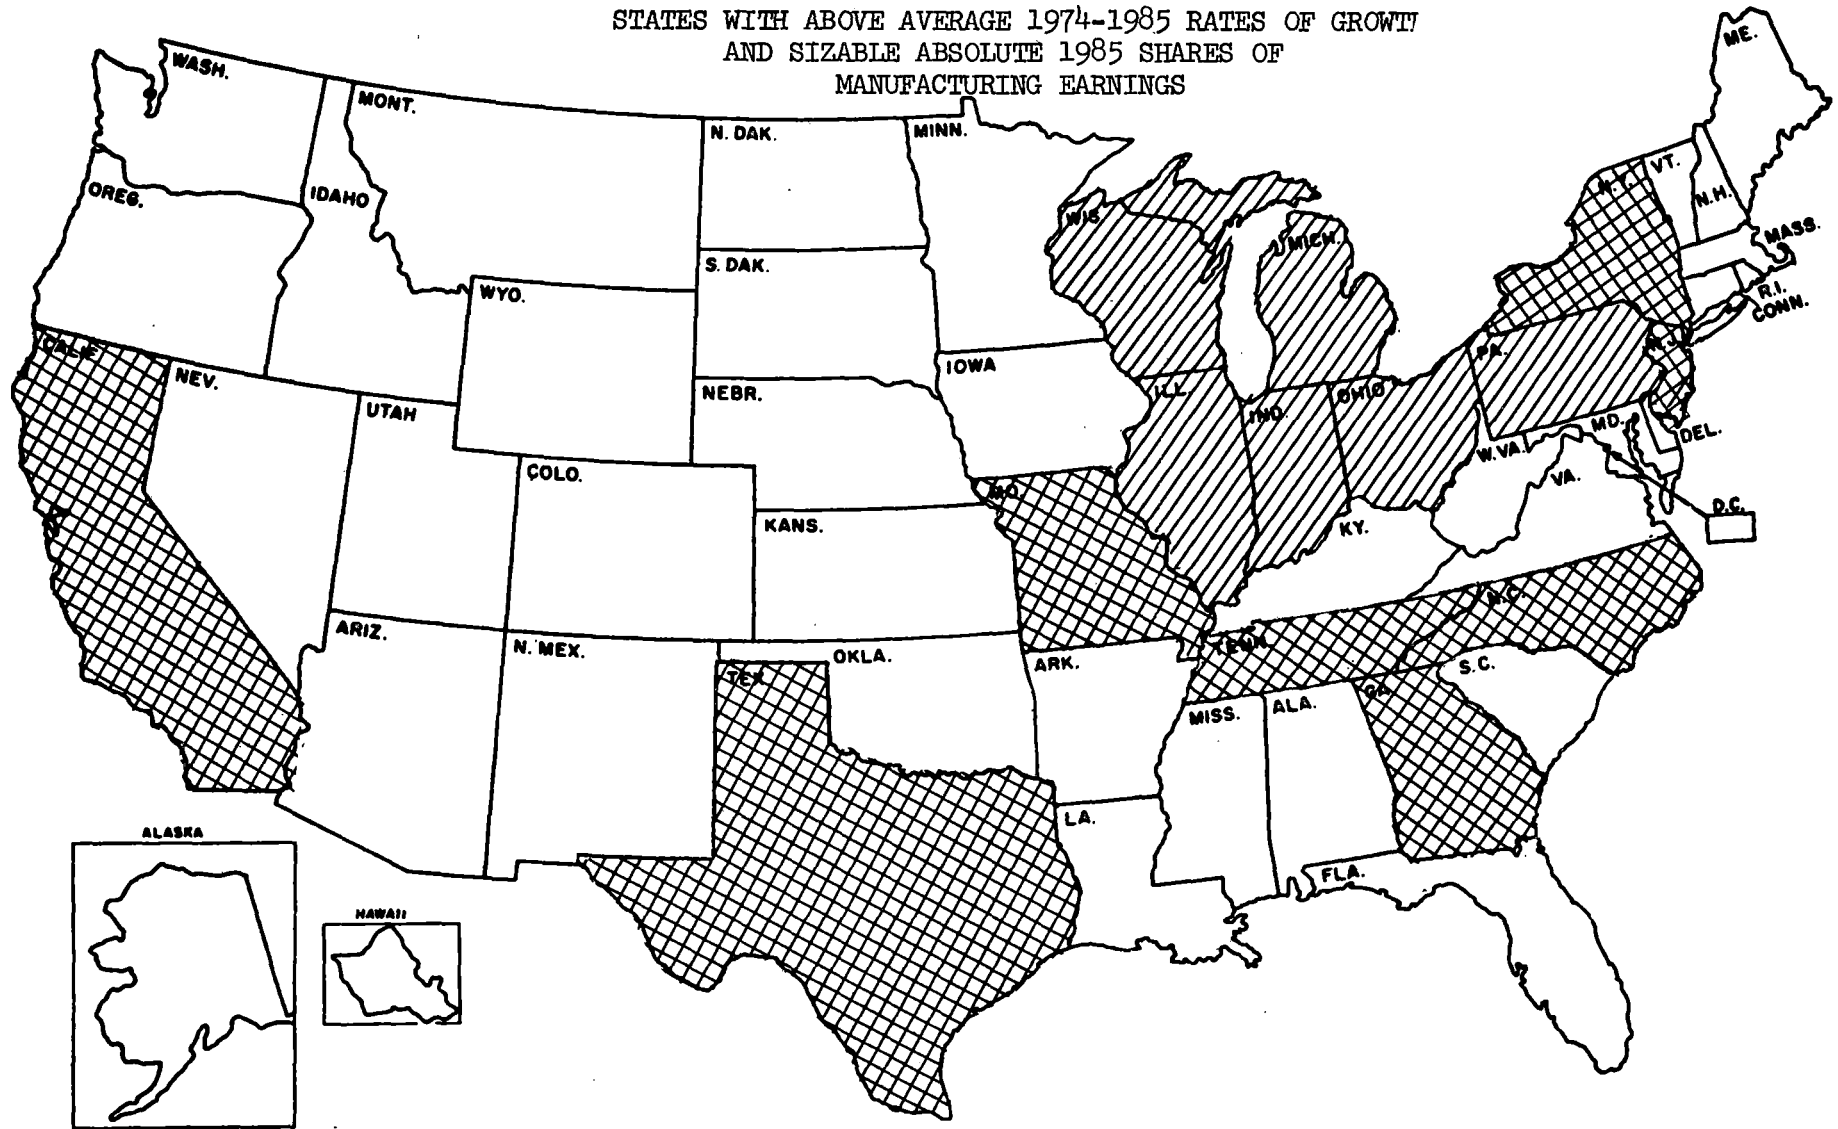 STATES WITH ABOVE AVERAGE 1974-1985 RATES OF GROWTH
AND SIZABLE ABSOLUTE 1985 SHARES OF
MANUFACTURING EARNINGS
WASH.
MONT.
N. DAK.
MINN.
ME.
OREG.
IDAHO
WIS.
MICH.
N.Y.
VT.
N.H.
MASS.
S. DAK.
WYO.
R.I.
CONN.
CALIF.
NEV.
UTAH
IOWA
NEBR.
ILL.
IND.
OHIO
PA.
N.J.
W.VA.
MD.
DEL.
COLO.
KANS.
MO.
KY.
VA.
D.C.
ARIZ.
N. MEX.
TEX.
OKLA.
ARK.
TENN.
N.C.
S.C.
MISS.
ALA.
GA.
LA.
FLA.
ALASKA
HAWAII